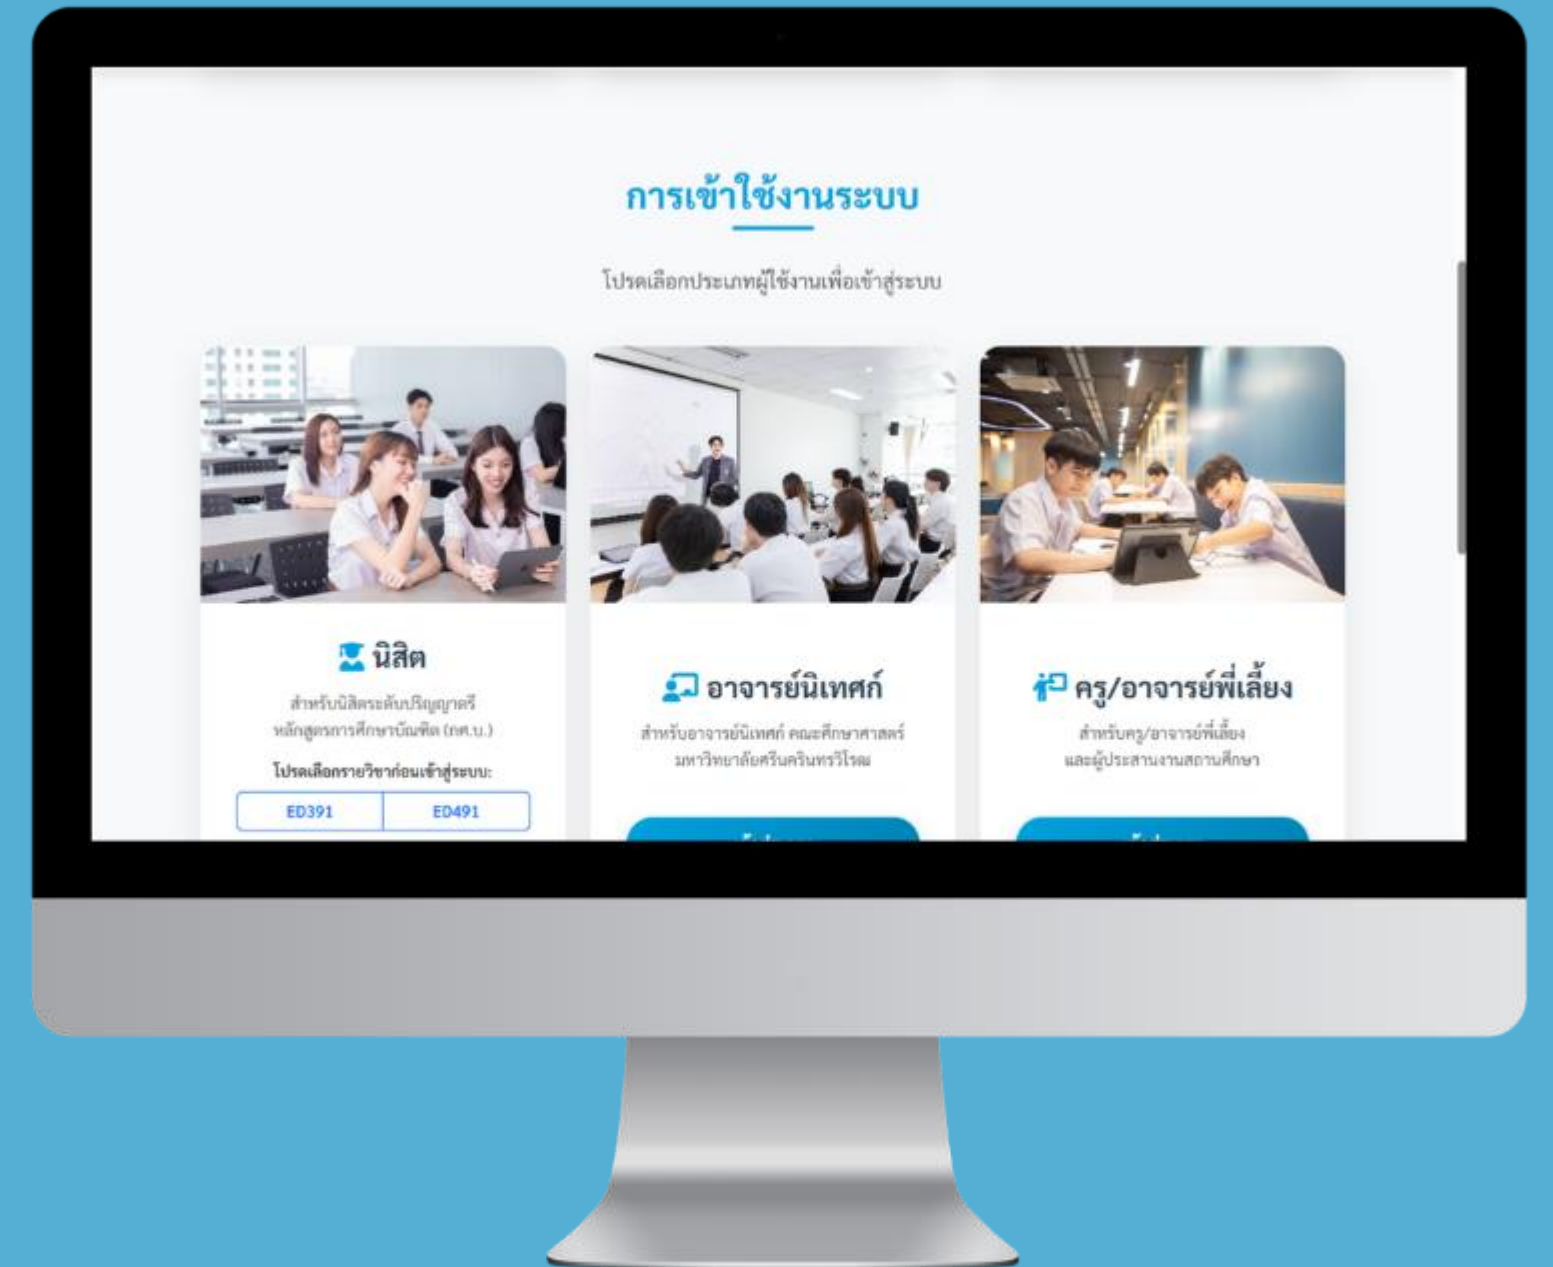 การเข้าใช้งานระบบ
โปรดเลือกประเภทผู้ใช้งานเพื่อเข้าสู่ระบบ
นิสิต
สำหรับนิสิตระดับปริญญาตรี
หลักสูตรการศึกษาบัณฑิต (กศ.บ.)
โปรดเลือกรายวิชาก่อนเข้าสู่ระบบ:
ED391 ED491
อาจารย์นิเทศก์
สำหรับอาจารย์นิเทศก์ คณะศึกษาศาสตร์
มหาวิทยาลัยศรีนครินทรวิโรฒ
ครู/อาจารย์พี่เลี้ยง
สำหรับครู/อาจารย์พี่เลี้ยง
และผู้ประสานงานสถานศึกษา